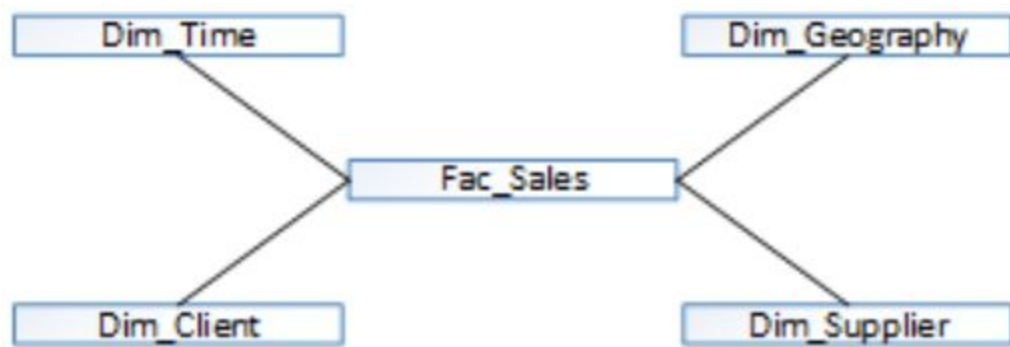 Dim_Time
Dim_Geography
Fac_Sales
Dim_Client
Dim_Supplier